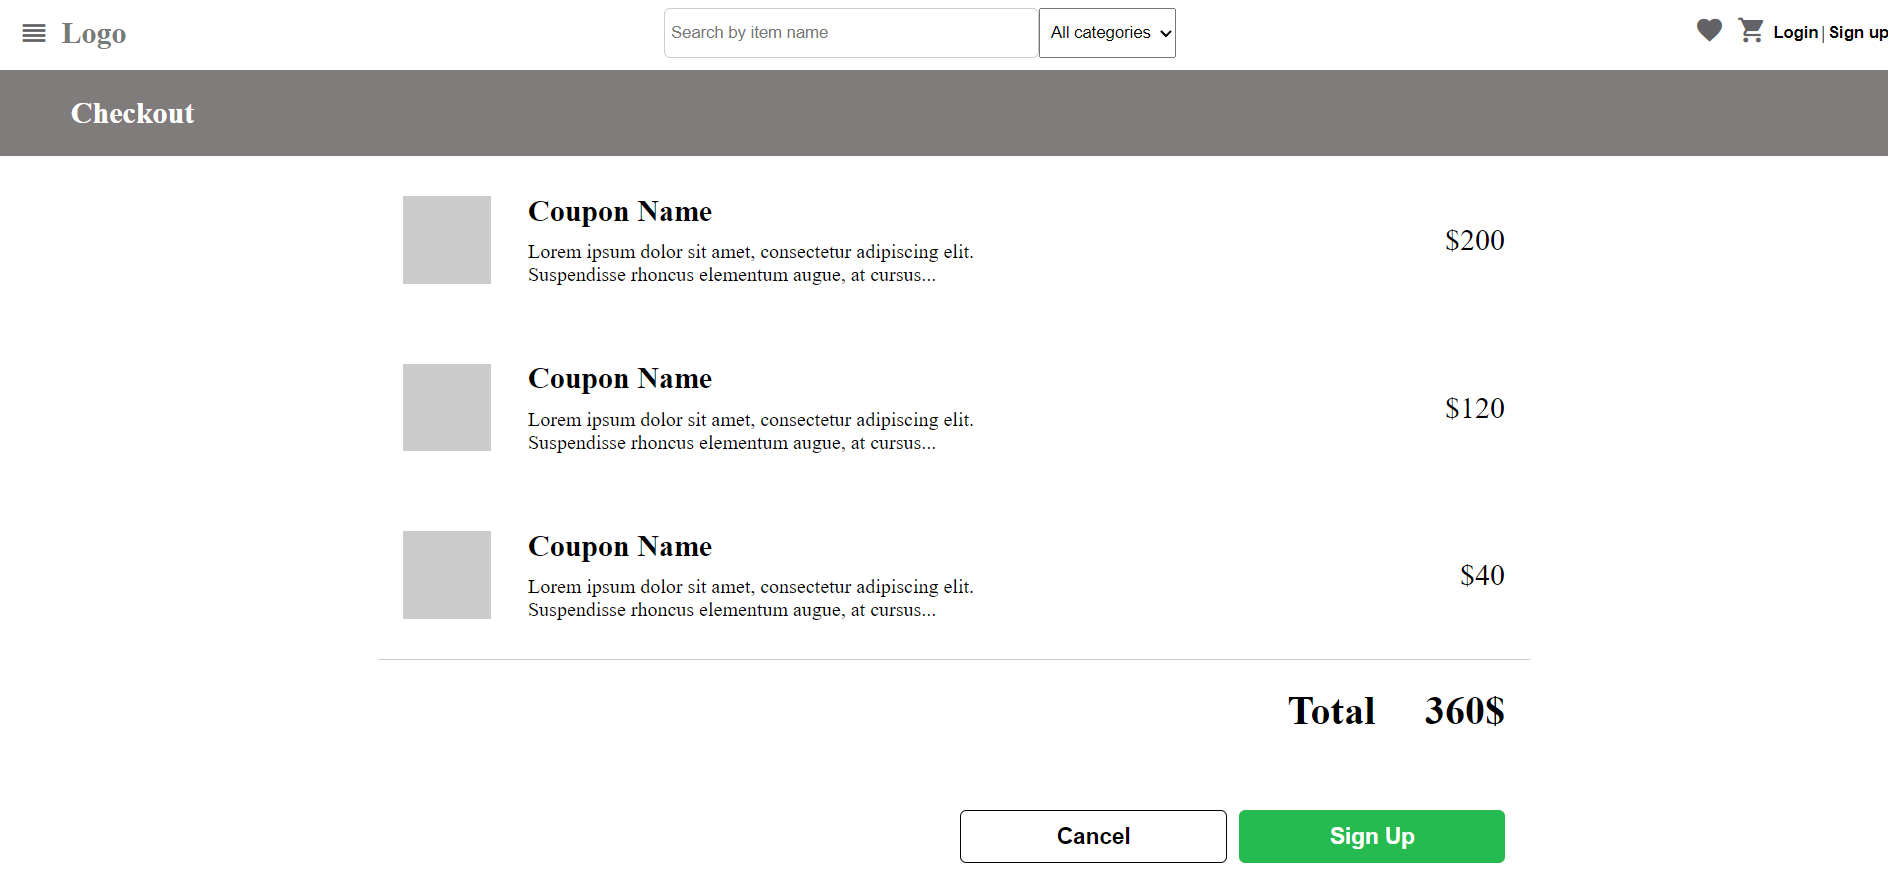 Logo
Search by item name
All categories
Login | Sign up
Checkout
Coupon Name
Lorem ipsum dolor sit amet, consectetur adipiscing elit.
Suspendisse rhoncus elementum augue, at cursus...
$200
Coupon Name
Lorem ipsum dolor sit amet, consectetur adipiscing elit.
Suspendisse rhoncus elementum augue, at cursus...
$120
Coupon Name
Lorem ipsum dolor sit amet, consectetur adipiscing elit.
Suspendisse rhoncus elementum augue, at cursus...
$40
Total 360$
Cancel
Sign Up